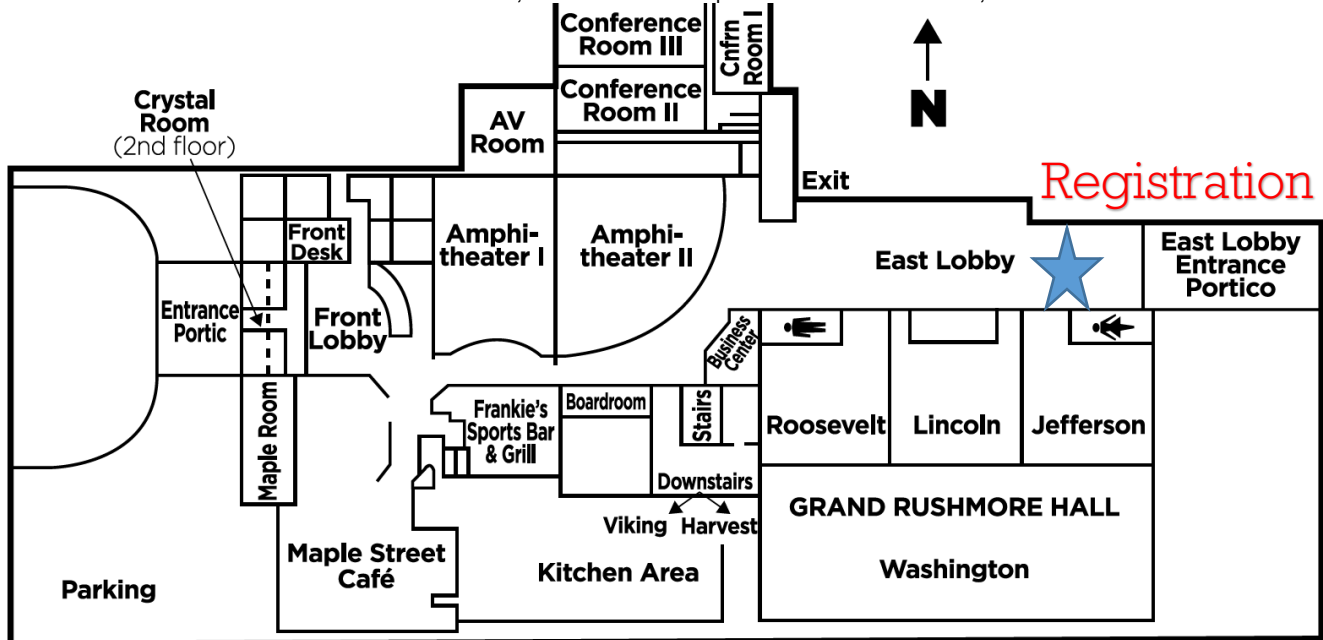 Conference
Room III
Cnfrn
Room I
Conference
Room II
N
Crystal
Room
(2nd floor)
AV
Room
Exit
Registration
Front
Desk
Amphi-
theater I
Amphi-
theater II
East Lobby
East Lobby
Entrance
Portico
Entrance
Portic
Front
Lobby
Business
Center
Maple Room
Frankie's
Sports Bar
& Grill
Boardroom
Stairs
Roosevelt
Lincoln
Jefferson
Downstairs
Viking
Harvest
GRAND RUSHMORE HALL
Washington
Maple Street
Café
Kitchen Area
Parking